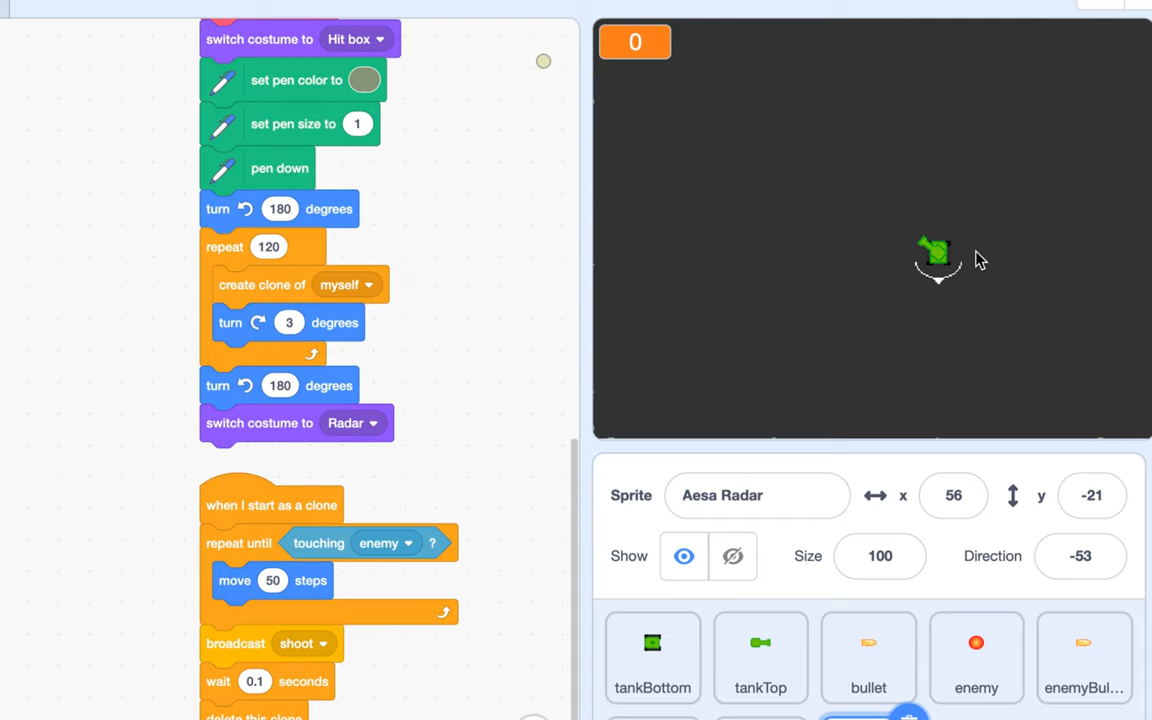 switch costume to Hit box
0
set pen color to
set pen size to 1
pen down
turn 180 degrees
repeat 120
create clone of myself
turn 3 degrees
turn 180 degrees
switch costume to Radar
when I start as a clone
repeat until touching enemy ?
move 50 steps
broadcast shoot
wait 0.1 seconds
delete this clone
Sprite Aesa Radar x 56 y -21
Show Size 100 Direction -53
tankBottom tankTop bullet enemy enemyBul...